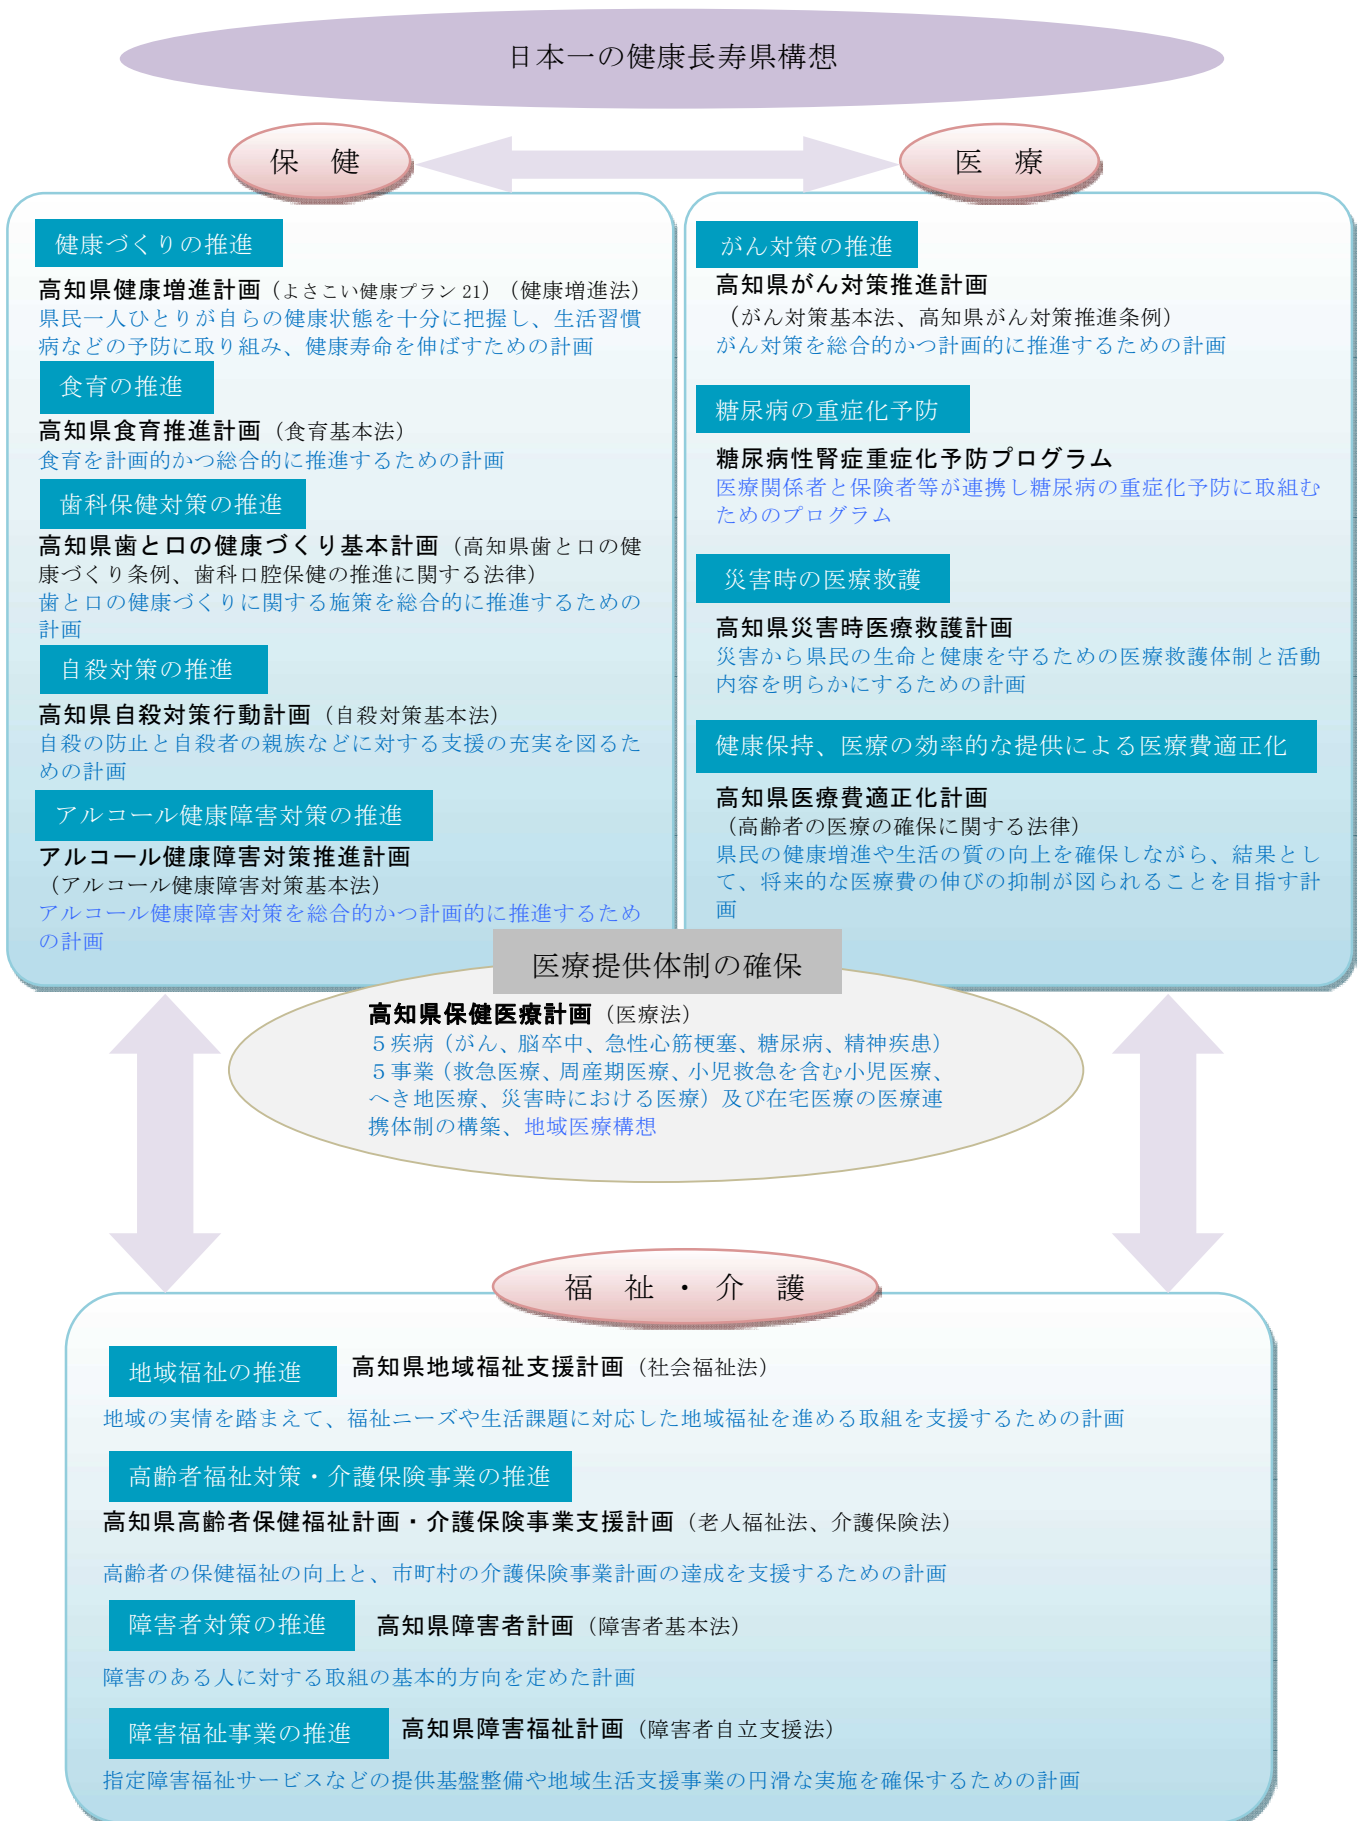 日本一の健康長寿県構想
保　健
健康づくりの推進
高知県健康増進計画（よさこい健康プラン 21）（健康増進法）
県民一人ひとりが自らの健康状態を十分に把握し、生活習慣
病などの予防に取り組み、健康寿命を伸ばすための計画
食育の推進
高知県食育推進計画（食育基本法）
食育を計画的かつ総合的に推進するための計画
歯科保健対策の推進
高知県歯と口の健康づくり基本計画（高知県歯と口の健
康づくり条例、歯科口腔保健の推進に関する法律）
歯と口の健康づくりに関する施策を総合的に推進するための
計画
自殺対策の推進
高知県自殺対策行動計画（自殺対策基本法）
自殺の防止と自殺者の親族などに対する支援の充実を図るた
めの計画
アルコール健康障害対策の推進
アルコール健康障害対策推進計画
（アルコール健康障害対策基本法）
アルコール健康障害対策を総合的かつ計画的に推進するため
の計画
医　療
がん対策の推進
高知県がん対策推進計画
（がん対策基本法、高知県がん対策推進条例）
がん対策を総合的かつ計画的に推進するための計画
糖尿病の重症化予防
糖尿病性腎症重症化予防プログラム
医療関係者と保険者等が連携し糖尿病の重症化予防に取組む
ためのプログラム
災害時の医療救護
高知県災害時医療救護計画
災害から県民の生命と健康を守るための医療救護体制と活動
内容を明らかにするための計画
健康保持、医療の効率的な提供による医療費適正化
高知県医療費適正化計画
（高齢者の医療の確保に関する法律）
県民の健康増進や生活の質の向上を確保しながら、結果とし
て、将来的な医療費の伸びの抑制が図られることを目指す計
画
医療提供体制の確保
高知県保健医療計画（医療法）
５疾病（がん、脳卒中、急性心筋梗塞、糖尿病、精神疾患）
５事業（救急医療、周産期医療、小児救急を含む小児医療、
へき地医療、災害時における医療）及び在宅医療の医療連
携体制の構築、地域医療構想
福　祉・介　護
地域福祉の推進　高知県地域福祉支援計画（社会福祉法）
地域の実情を踏まえて、福祉ニーズや生活課題に対応した地域福祉を進める取組を支援するための計画
高齢者福祉対策・介護保険事業の推進
高知県高齢者保健福祉計画・介護保険事業支援計画（老人福祉法、介護保険法）
高齢者の保健福祉の向上と、市町村の介護保険事業計画の達成を支援するための計画
障害者対策の推進　高知県障害者計画（障害者基本法）
障害のある人に対する取組の基本的方向を定めた計画
障害福祉事業の推進　高知県障害福祉計画（障害者自立支援法）
指定障害福祉サービスなどの提供基盤整備や地域生活支援事業の円滑な実施を確保するための計画